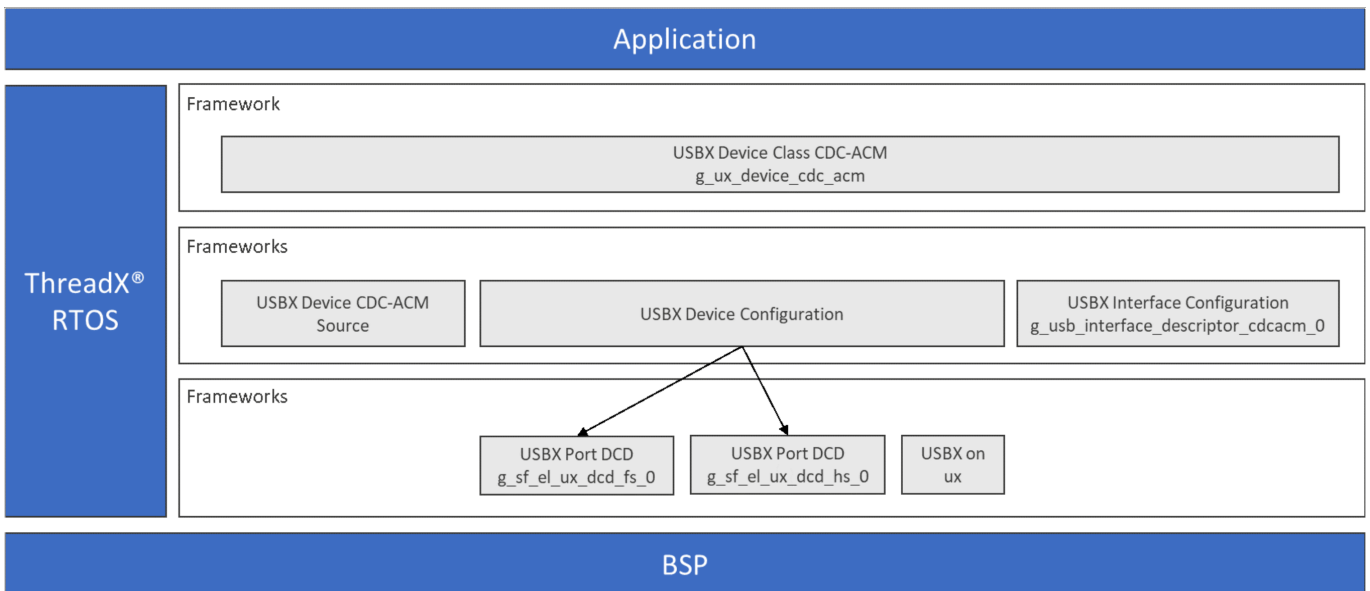 Application
ThreadX®
RTOS
Framework
USBX Device Class CDC-ACM
g_ux_device_cdc_acm
Frameworks
USBX Device CDC-ACM
Source
USBX Device Configuration
USBX Interface Configuration
g_usb_interface_descriptor_cdcacm_0
Frameworks
USBX Port DCD
g_sf_el_ux_dcd_fs_0
USBX Port DCD
g_sf_el_ux_dcd_hs_0
USBX on
ux
BSP